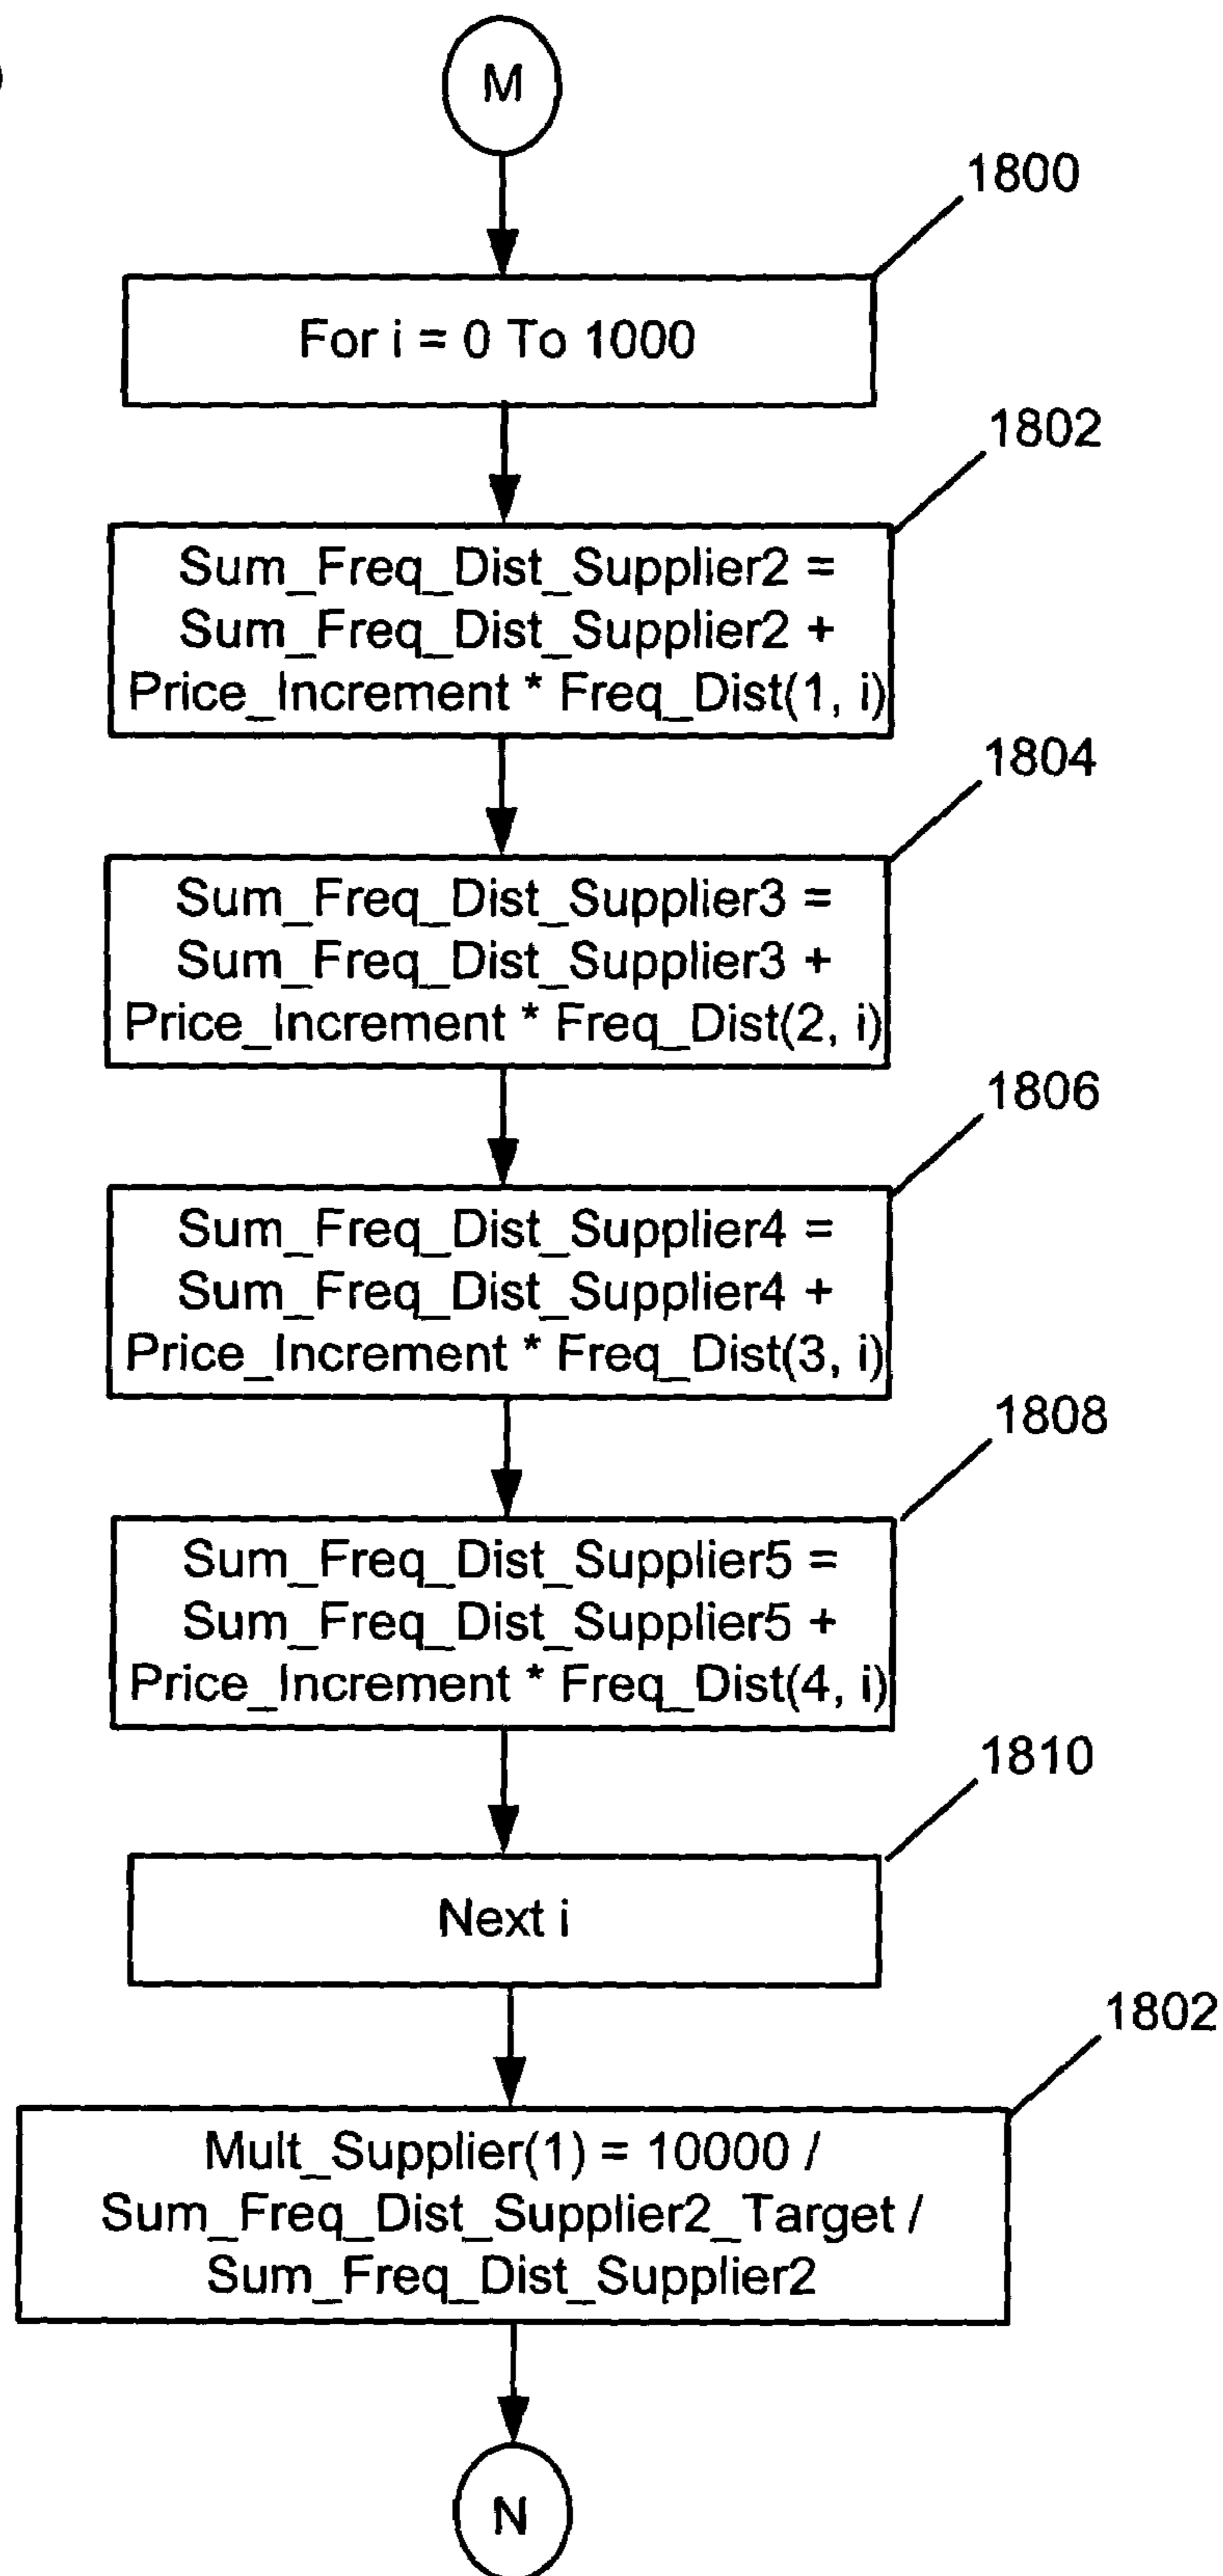 M
1800
For i = 0 To 1000
1802
Sum_Freq_Dist_Supplier2 =
Sum_Freq_Dist_Supplier2 +
Price_Increment * Freq_Dist(1, i)
1804
Sum_Freq_Dist_Supplier3 =
Sum_Freq_Dist_Supplier3 +
Price_Increment * Freq_Dist(2, i)
1806
Sum_Freq_Dist_Supplier4 =
Sum_Freq_Dist_Supplier4 +
Price_Increment * Freq_Dist(3, i)
1808
Sum_Freq_Dist_Supplier5 =
Sum_Freq_Dist_Supplier5 +
Price_Increment * Freq_Dist(4, i)
1810
Next i
1802
Mult_Supplier(1) = 10000 /
Sum_Freq_Dist_Supplier2_Target /
Sum_Freq_Dist_Supplier2
N